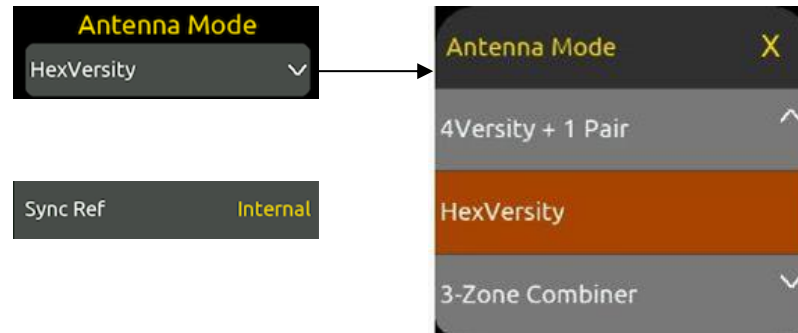 Antenna Mode
HexVersity
Sync Ref Internal
Antenna Mode X
4Versity + 1 Pair
HexVersity
3-Zone Combiner